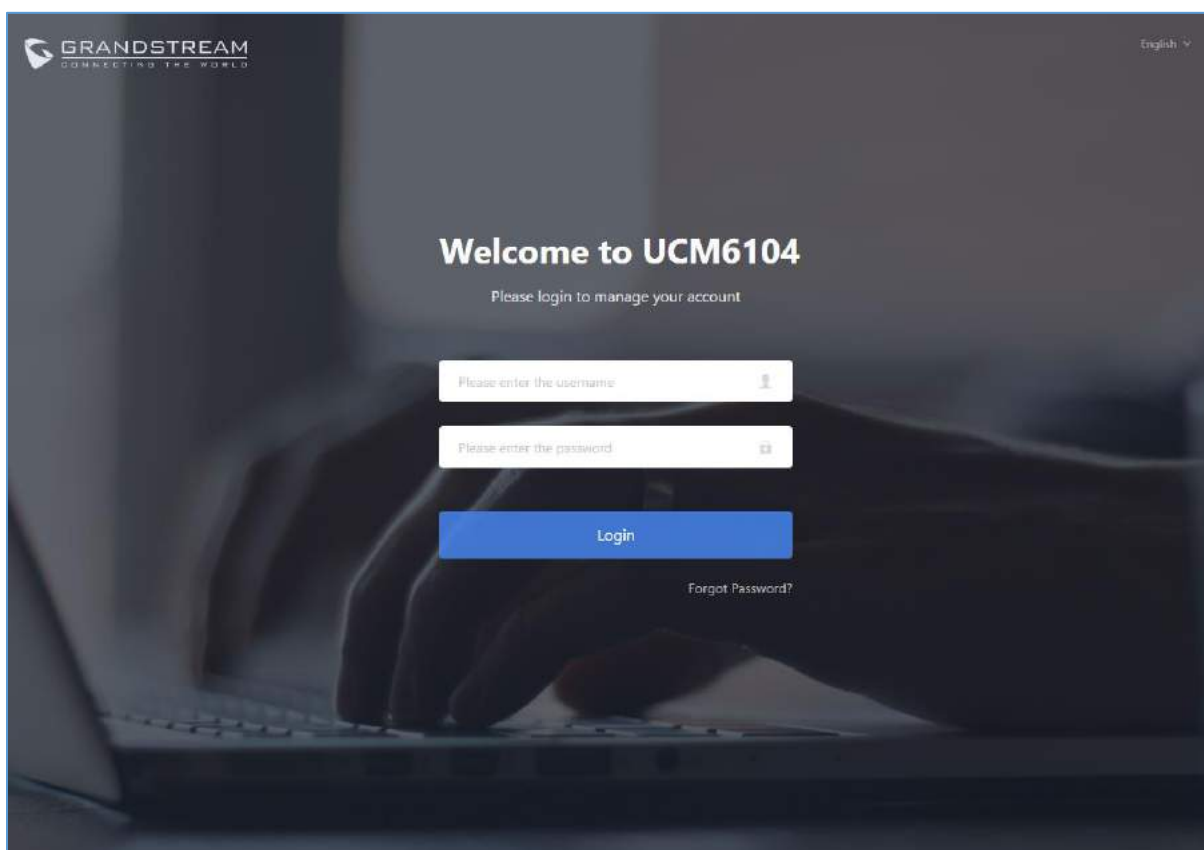 GRANDSTREAM
CONNECTING THE WORLD
English
Welcome to UCM6104
Please login to manage your account
Please enter the username
Please enter the password
Login
Forgot Password?